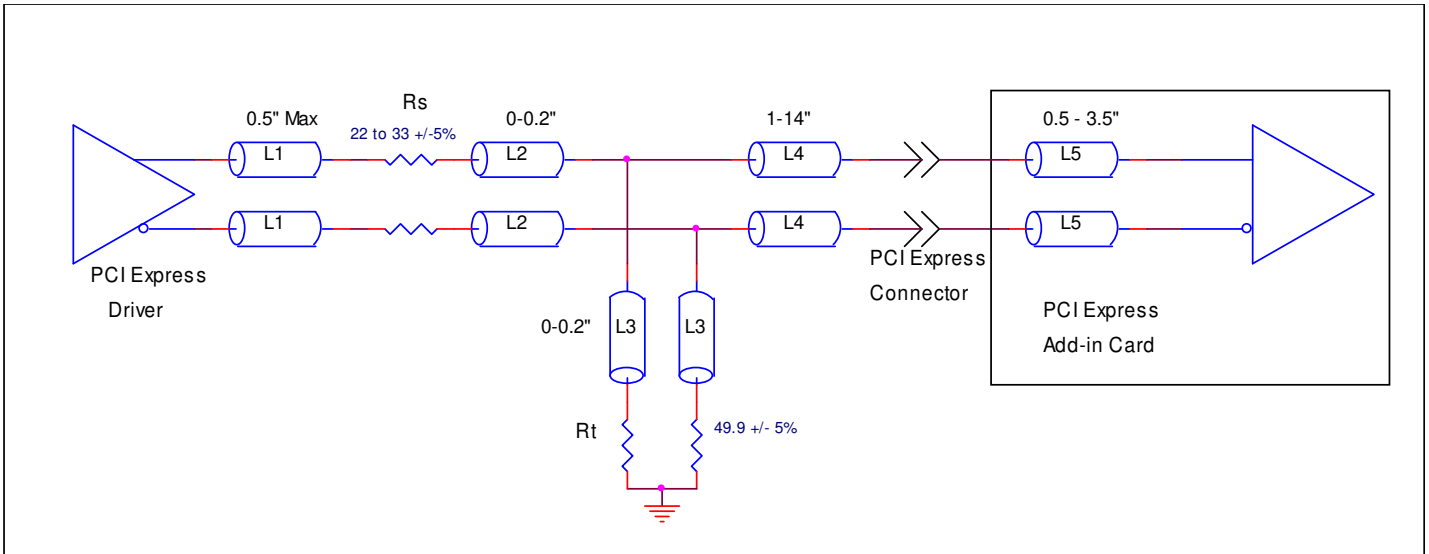 Rs
0.5" Max
22 to 33 +/-5%
0-0.2"
1-14"
0.5 - 3.5"
L1
L2
L4
L5
L1
L2
L4
L5
PCI Express
Driver
PCI Express
Connector
0-0.2"
L3
L3
PCI Express
Add-in Card
Rt
49.9 +/- 5%